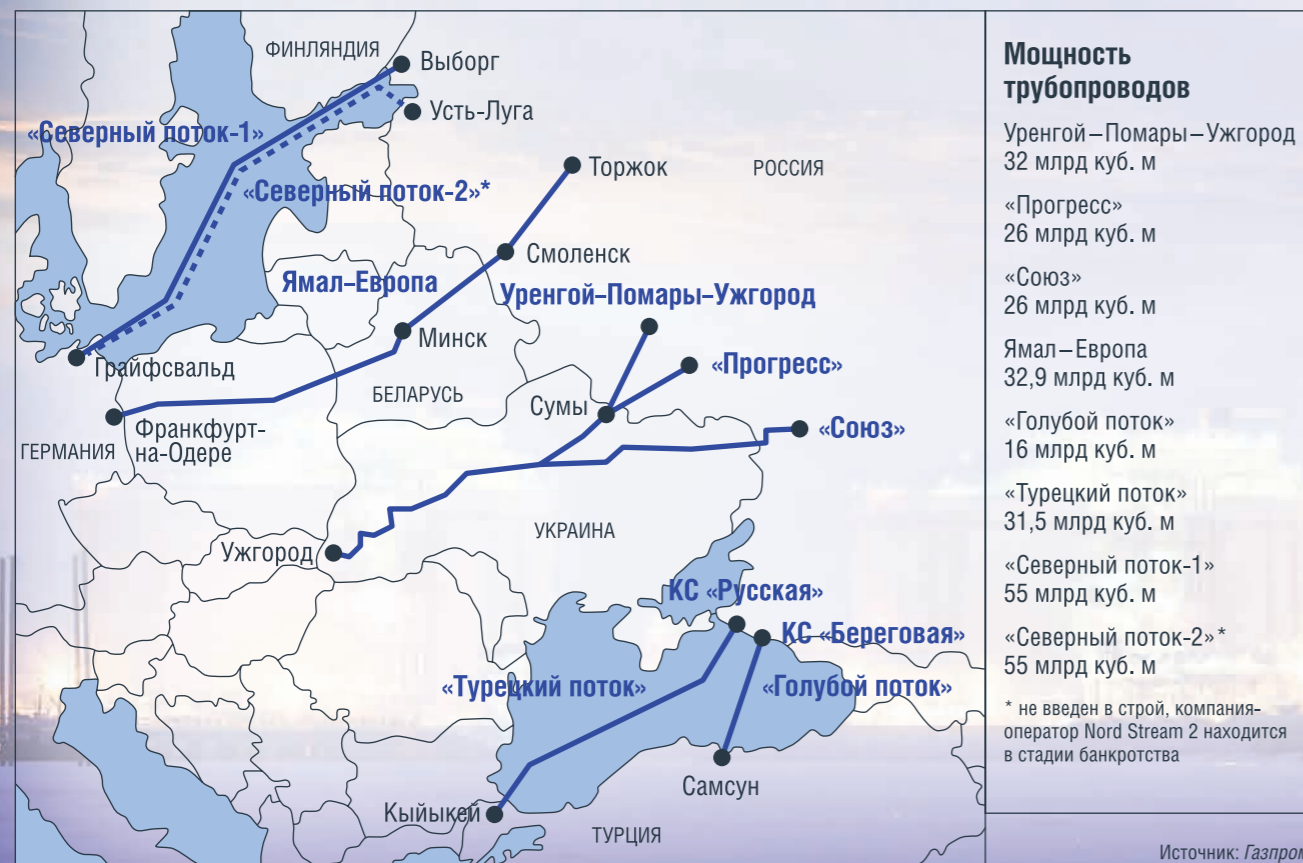 ФИНЛЯНДИЯ
Выборг
Усть-Луга
«Северный поток-1»
Торжок
РОССИЯ
«Северный поток-2»*
Смоленск
Ямал–Европа
Уренгой–Помары–Ужгород
Минск
Грайфсвальд
«Прогресс»
БЕЛАРУСЬ
Сумы
Франкфурт-
на-Одере
ГЕРМАНИЯ
«Союз»
УКРАИНА
Ужгород
КС «Русская»
КС «Береговая»
«Турецкий поток»
«Голубой поток»
Самсун
Кыйыкей
ТУРЦИЯ
Мощность
трубопроводов
Уренгой–Помары–Ужгород
32 млрд куб. м
«Прогресс»
26 млрд куб. м
«Союз»
26 млрд куб. м
Ямал–Европа
32,9 млрд куб. м
«Голубой поток»
16 млрд куб. м
«Турецкий поток»
31,5 млрд куб. м
«Северный поток-1»
55 млрд куб. м
«Северный поток-2»*
55 млрд куб. м
* не введен в строй, компания-
оператор Nord Stream 2 находится
в стадии банкротства
Источник: Газпром